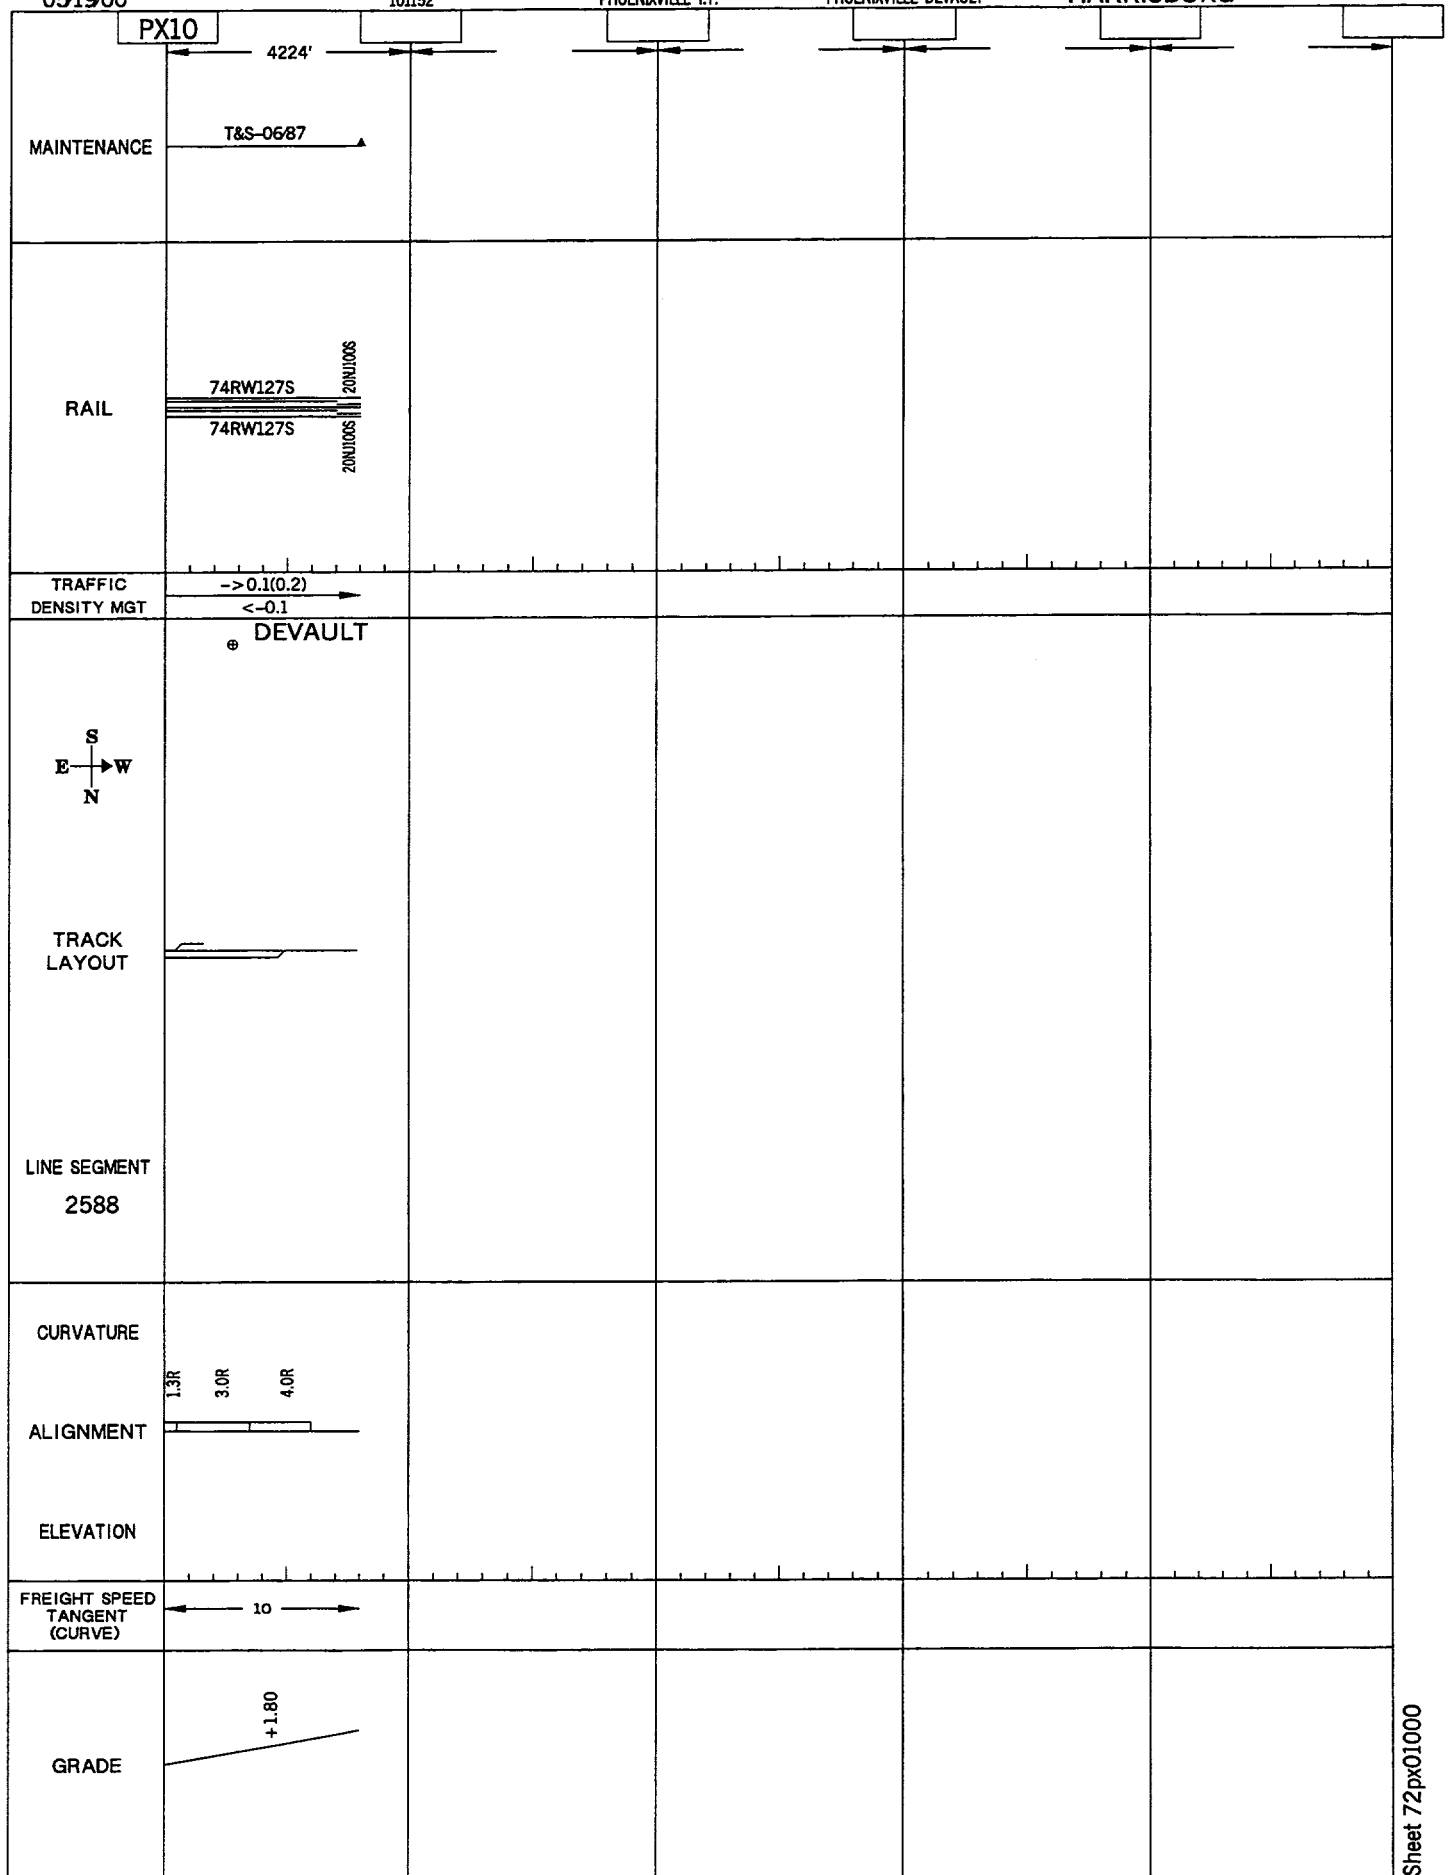 PX10
4224'
MAINTENANCE
T&S-06⁄87
RAIL
74RW127S
20NJ100S
74RW127S
20NJ100S
TRAFFIC
DENSITY MGT
->0.1(0.2)
<-0.1
DEVAULT
S
E W
N
TRACK
LAYOUT
LINE SEGMENT
2588
CURVATURE
1.3R
3.0R
4.0R
ALIGNMENT
ELEVATION
FREIGHT SPEED
TANGENT
(CURVE)
10
GRADE
+1.80
Sheet 72px01000